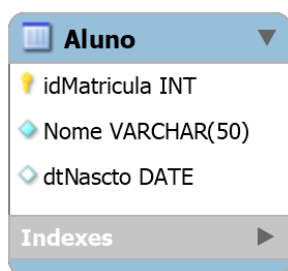 Aluno
idMatricula INT
Nome VARCHAR(50)
dtNascto DATE
Indexes